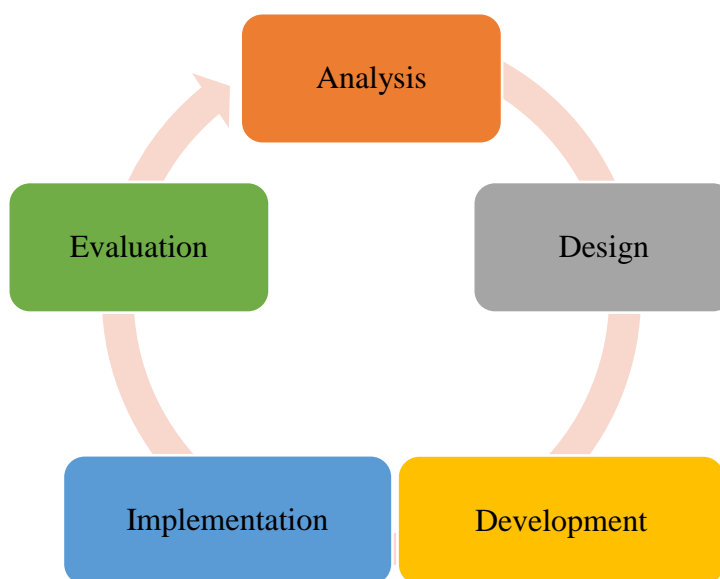 Analysis
Design
Development
Implementation
Evaluation